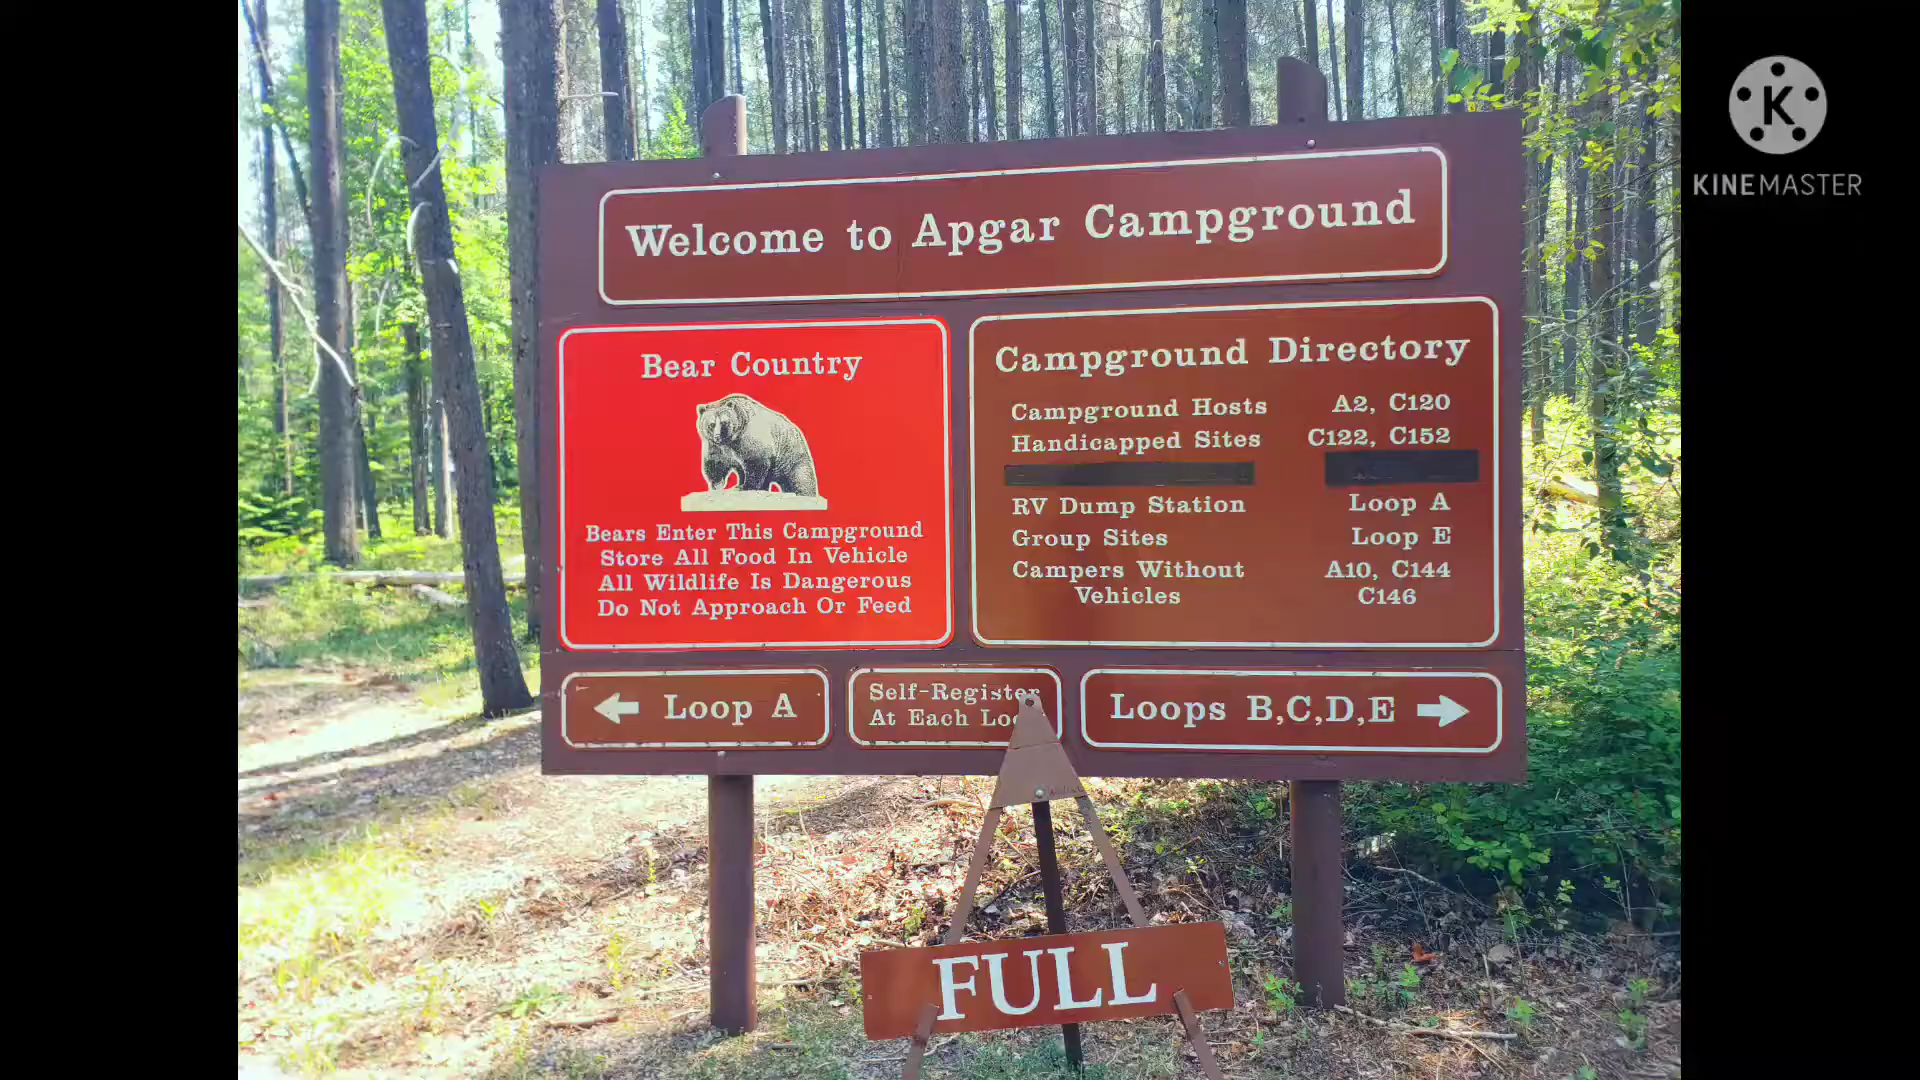 K
KINEMASTER
Welcome to Apgar Campground
Bear Country
Bears Enter This Campground
Store All Food In Vehicle
All Wildlife Is Dangerous
Do Not Approach Or Feed
Campground Directory
Campground Hosts A2, C120
Handicapped Sites C122, C152
RV Dump Station Loop A
Group Sites Loop E
Campers Without A10, C144
Vehicles C146
Loop A
Self-Register
At Each
Loops B,C,D,E
FULL